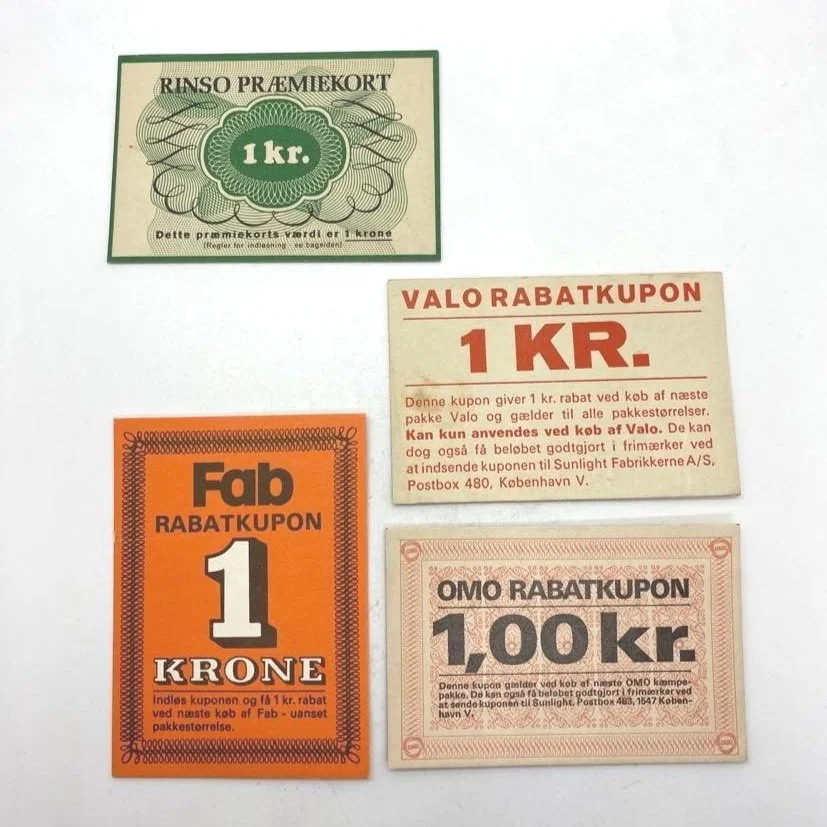 RINSO PRÆMIEKORT
1 kr.
Dette præmiekorts værdi er 1 krone
(Regler for indløsning - se bagsiden)
VALO RABATKUPON
1 KR.
Denne kupon giver 1 kr. rabat ved køb af næste
pakke Valo og gælder til alle pakkestørrelser.
Kan kun anvendes ved køb af Valo. De kan
dog også få beløbet godtgjort i frimærker ved
at indsende kuponen til Sunlight Fabrikkerne A/S,
Postbox 480, København V.
Fab
RABATKUPON
1
KRONE
Indløs kuponen og få 1 kr. rabat
ved næste køb af Fab - uanset
pakkestørrelse.
OMO RABATKUPON
1,00 kr.
Denne kupon gælder ved køb af næste OMO kæmpe-
pakke. De kan også få beløbet godtgjort i frimærker ved
at sende kuponen til Sunlight, Postbox 483, 1547 Køben-
havn V.